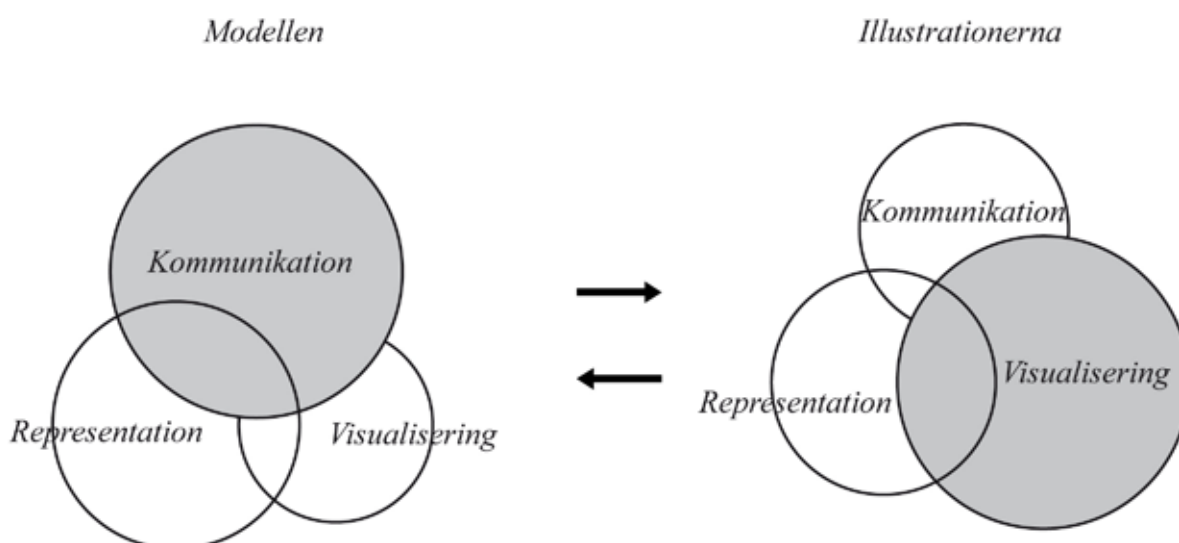 Modellen
Illustrationerna
Kommunikation
Representation
Visualisering
Kommunikation
Representation
Visualisering